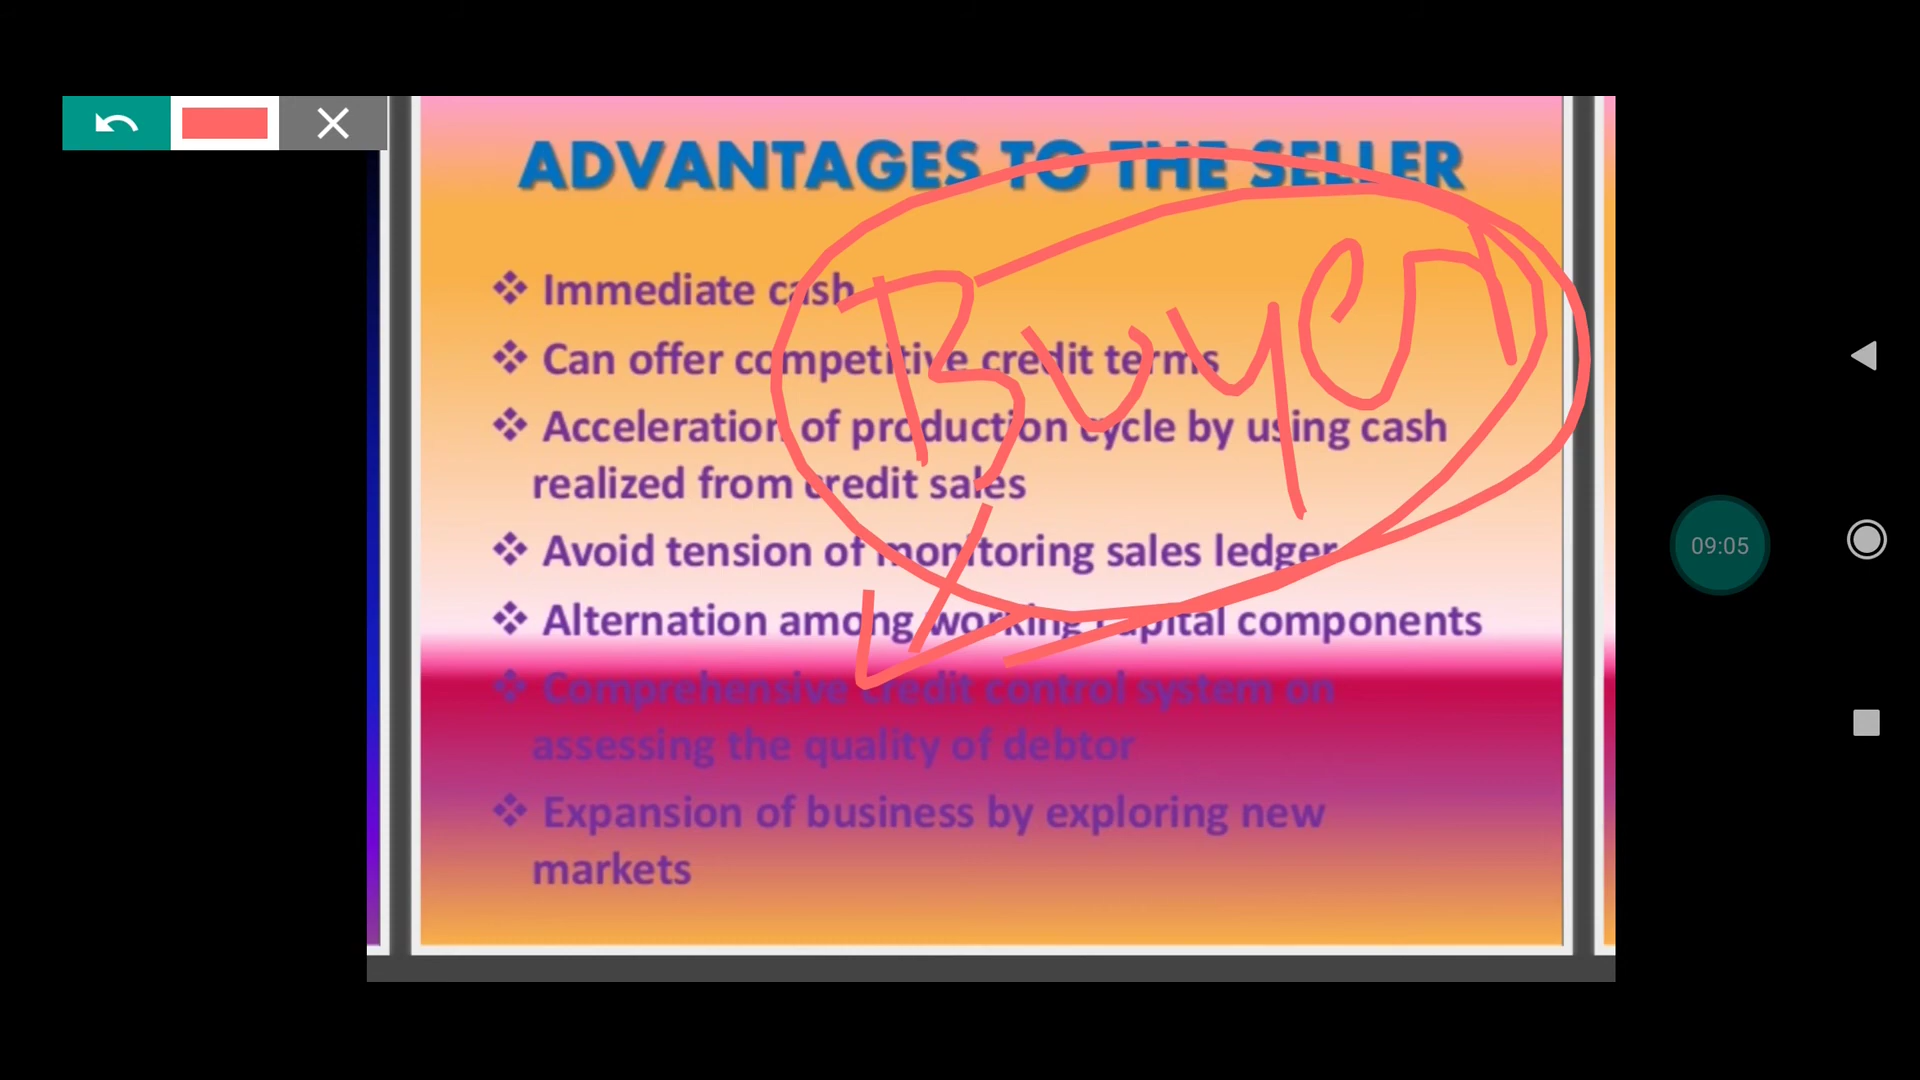 ADVANTAGES TO THE SELLER
❖ Immediate cash
❖ Can offer competitive credit terms
❖ Acceleration of production cycle by using cash
realized from credit sales
❖ Avoid tension of monitoring sales ledger
❖ Alternation among working capital components
❖ Comprehensive credit control system on
assessing the quality of debtor
❖ Expansion of business by exploring new
markets
Buyer
09:05